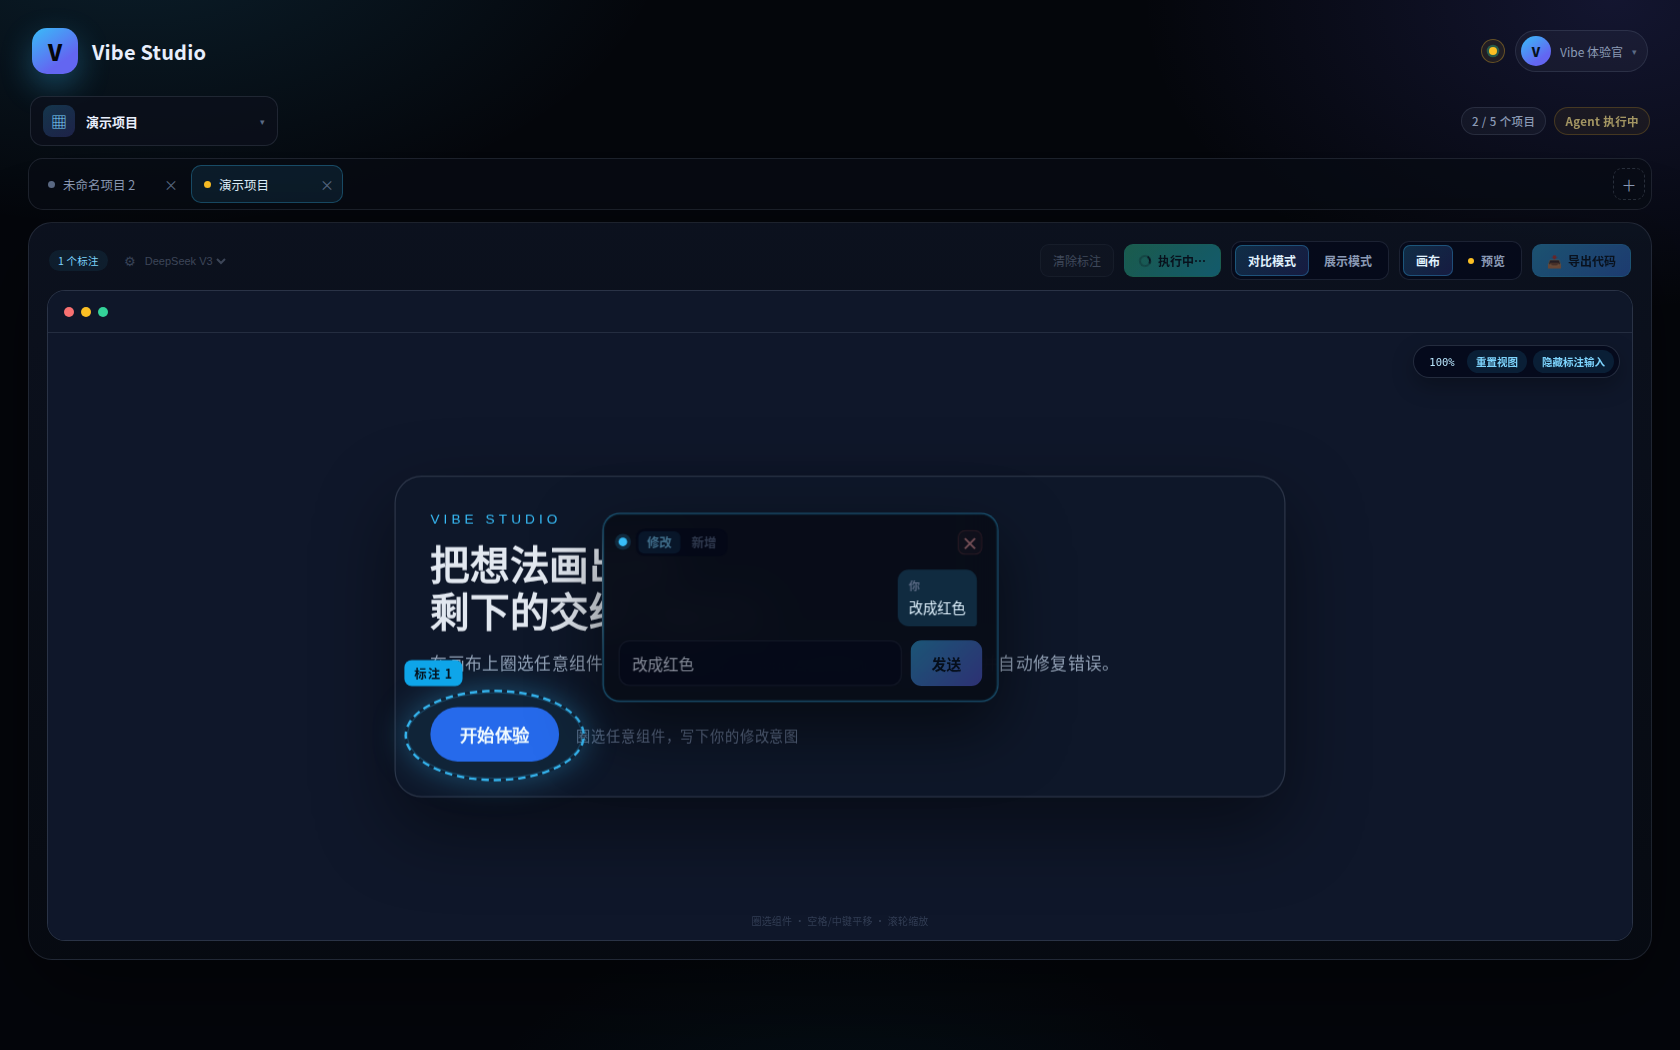 V
Vibe Studio
V
Vibe 体验官
演示项目
2 / 5 个项目
Agent 执行中
未命名项目 2
演示项目
1 个标注
DeepSeek V3
清除标注
执行中···
对比模式
展示模式
画布
预览
导出代码
100%
重置视图
隐藏标注输入
VIBE STUDIO
把想法画
剩下的交
修改
新增
你
改成红色
改成红色
发送
布上圈选任意组件
自动修复错误。
标注 1
开始体验
圈选任意组件，写下你的修改意图
圈选组件 · 空格/中键平移 · 滚轮缩放